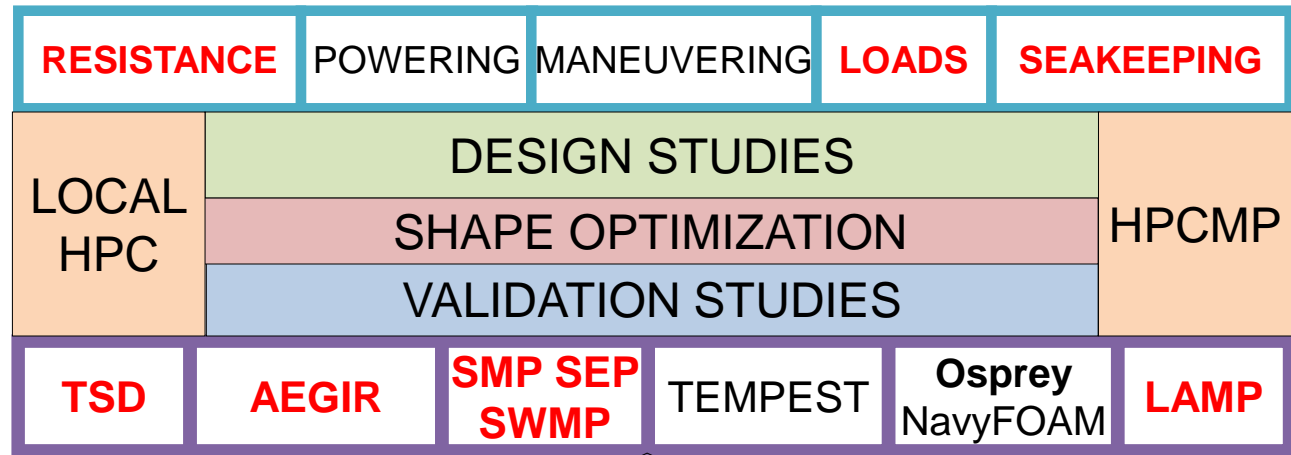 RESISTANCE POWERING MANEUVERING LOADS SEAKEEPING
LOCAL
HPC
DESIGN STUDIES
SHAPE OPTIMIZATION
VALIDATION STUDIES
HPCMP
TSD
AEGIR
SMP SEP
SWMP
TEMPEST
Osprey
NavyFOAM
LAMP